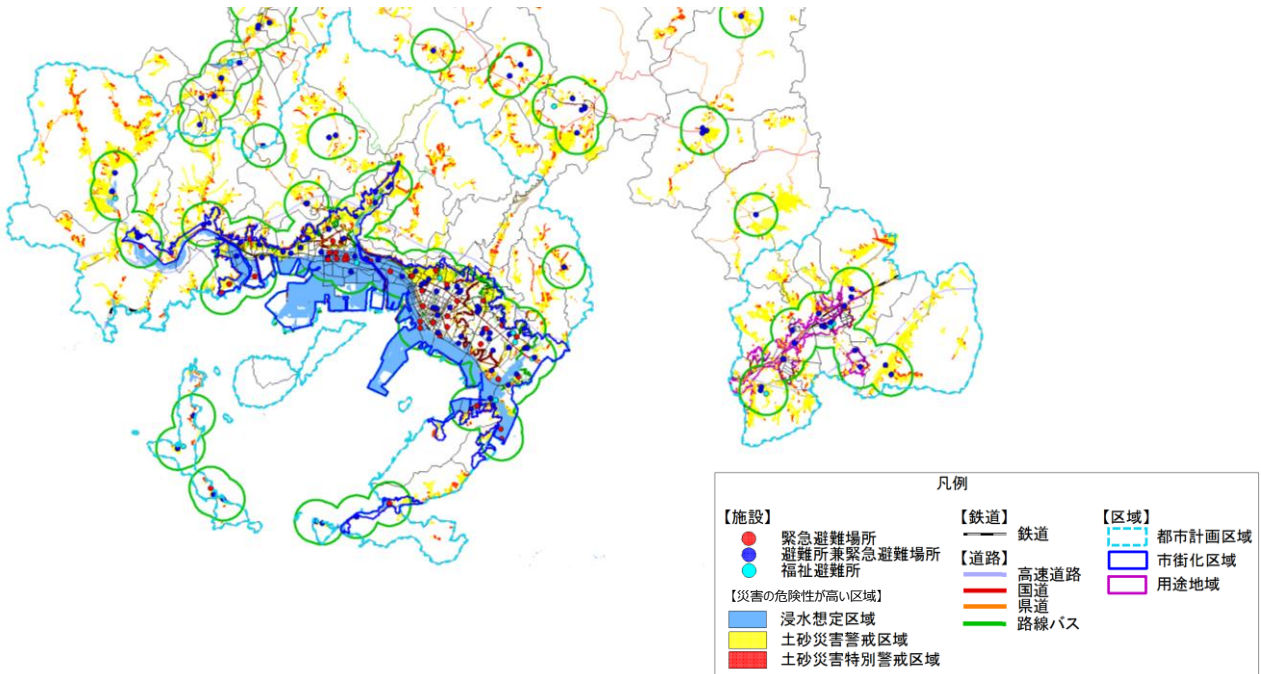 凡例
【施設】
緊急避難場所
避難所兼緊急避難場所
福祉避難所
【災害の危険性が高い区域】
浸水想定区域
土砂災害警戒区域
土砂災害特別警戒区域
【鉄道】
鉄道
【道路】
高速道路
国道
県道
路線バス
【区域】
都市計画区域
市街化区域
用途地域